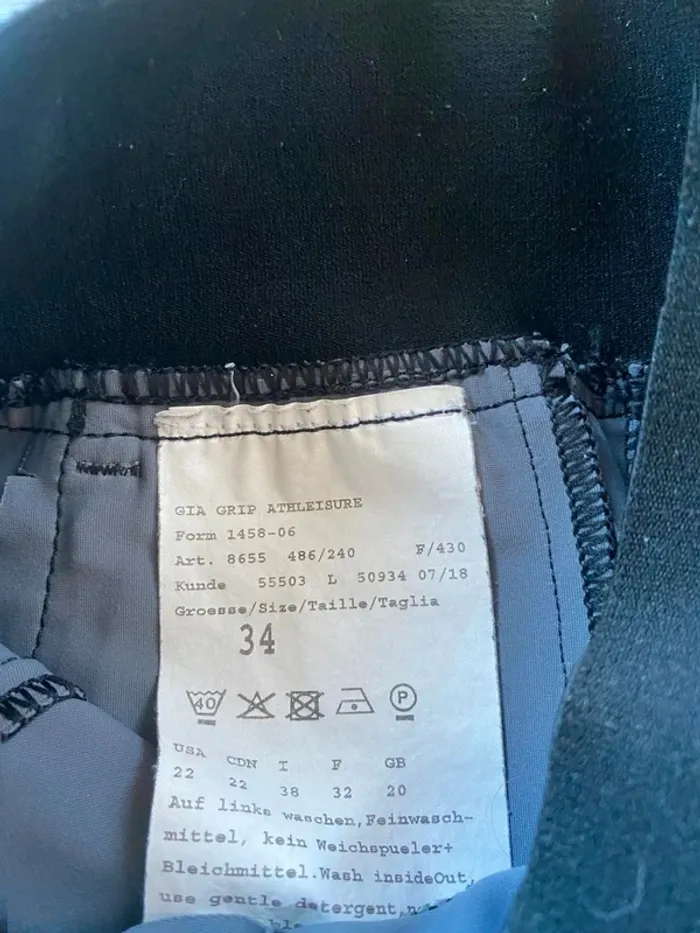 GIA GRIP ATHLEISURE
Form 1458-06
Art. 8655 486/240 F/430
Kunde 55503 L 50934 07/18
Groesse/Size/Taille/Taglia
34
40 P
USA CDN I F GB
22 22 38 32 20
Auf links waschen,Feinwasch-
mittel, kein Weichspueler+
Bleichmittel.Wash insideOut,
use gentle detergent,